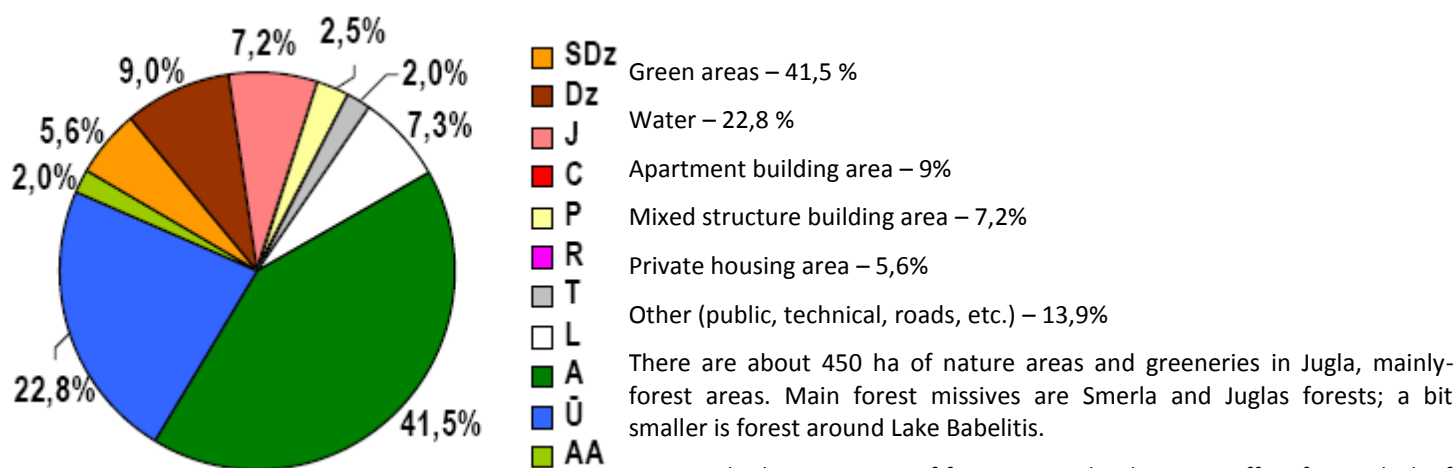 7,2%
2,5%
2,0%
7,3%
9,0%
5,6%
2,0%
22,8%
41,5%
SDz
Dz
J
C
P
R
T
L
A
Ū
AA
Green areas – 41,5 %
Water – 22,8 %
Apartment building area – 9%
Mixed structure building area – 7,2%
Private housing area – 5,6%
Other (public, technical, roads, etc.) – 13,9%
There are about 450 ha of nature areas and greeneries in Jugla, mainly-
forest areas. Main forest missives are Smerla and Juglas forests; a bit
smaller is forest around Lake Babelitis.